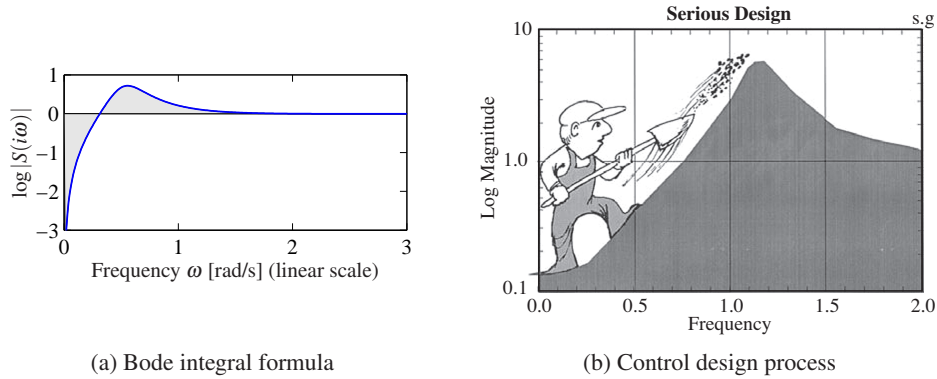 1
0
−1
−2
−3
log|S(iω)|
0 1 2 3
Frequency ω [rad/s] (linear scale)
(a) Bode integral formula
Serious Design
s.g
10
1.0
0.1
Log Magnitude
0.0 0.5 1.0 1.5 2.0
Frequency
(b) Control design process